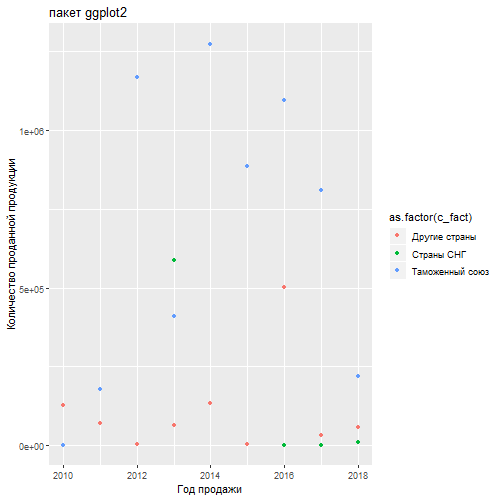 пакет ggplot2
Количество проданной продукции
1e+06
5e+05
0e+00
2010
2012
2014
2016
2018
Год продажи
as.factor(c_fact)
Другие страны
Страны СНГ
Таможенный союз